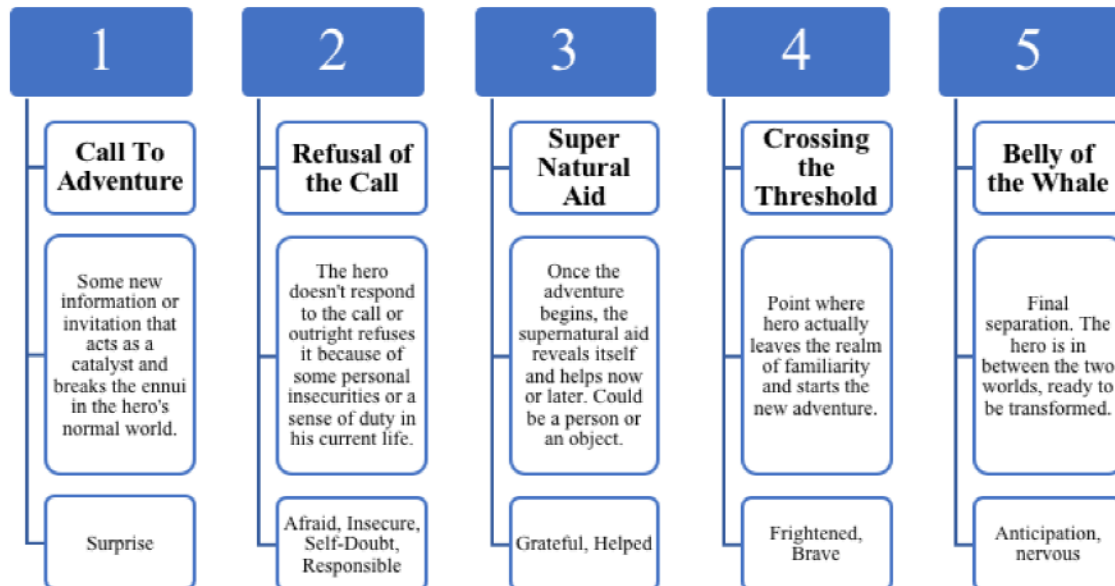 1
Call To
Adventure
Some new
information or
invitation that
acts as a
catalyst and
breaks the ennui
in the hero's
normal world.
Surprise
2
Refusal of
the Call
The hero
doesn't respond
to the call or
outright refuses
it because of
some personal
insecurities or a
sense of duty in
his current life.
Afraid, Insecure,
Self-Doubt,
Responsible
3
Super
Natural
Aid
Once the
adventure
begins, the
supernatural aid
reveals itself
and helps now
or later. Could
be a person or
an object.
Grateful, Helped
4
Crossing
the
Threshold
Point where
hero actually
leaves the realm
of familiarity
and starts the
new adventure.
Frightened,
Brave
5
Belly of
the Whale
Final
separation. The
hero is in
between the two
worlds, ready to
be transformed.
Anticipation,
nervous